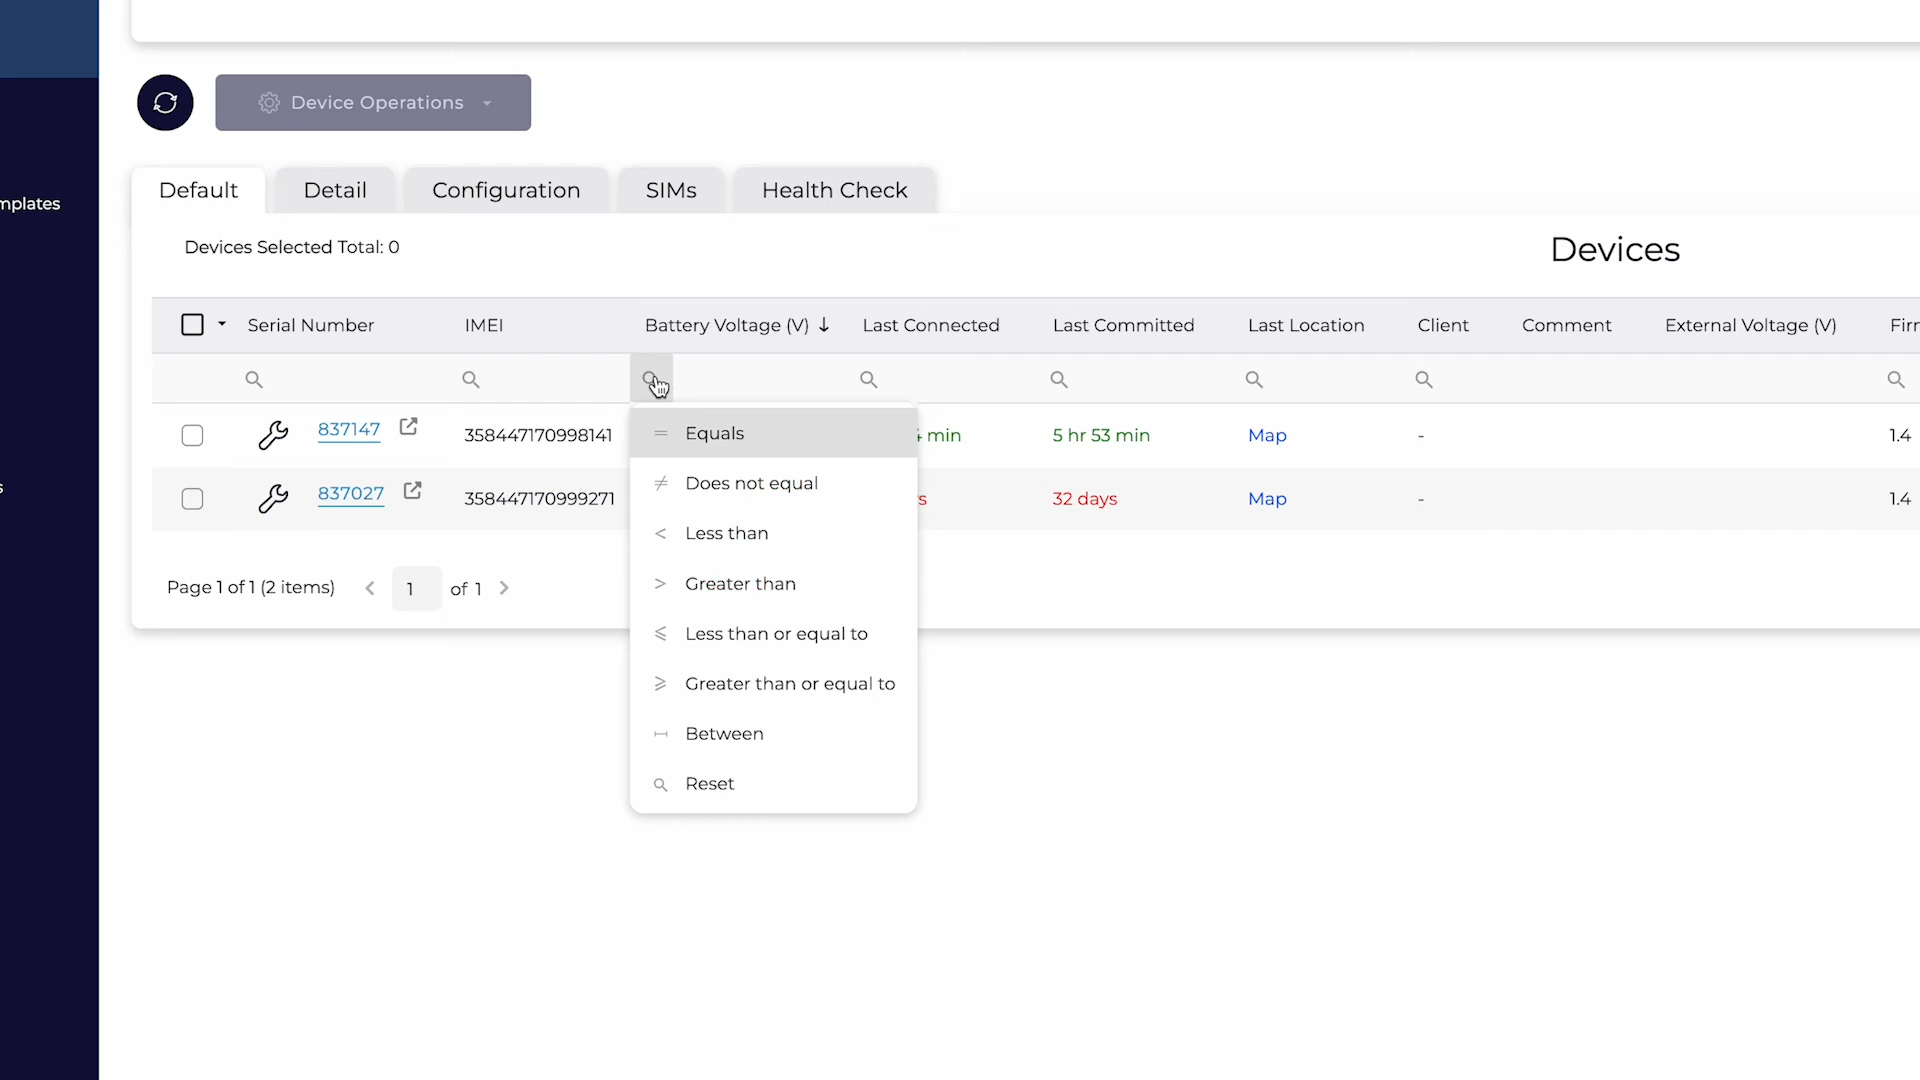 Device Operations
Default Detail Configuration SIMs Health Check
mplates
Devices Selected Total: 0
Devices
Serial Number IMEI Battery Voltage (V) ↓ Last Connected Last Committed Last Location Client Comment External Voltage (V) Firr
837147 358447170998141 min 5 hr 53 min Map - 1.4
837027 358447170999271 s 32 days Map - 1.4
s
Page 1 of 1 (2 items) < 1 of 1 >
= Equals
≠ Does not equal
< Less than
> Greater than
⩽ Less than or equal to
⩾ Greater than or equal to
Between
Reset